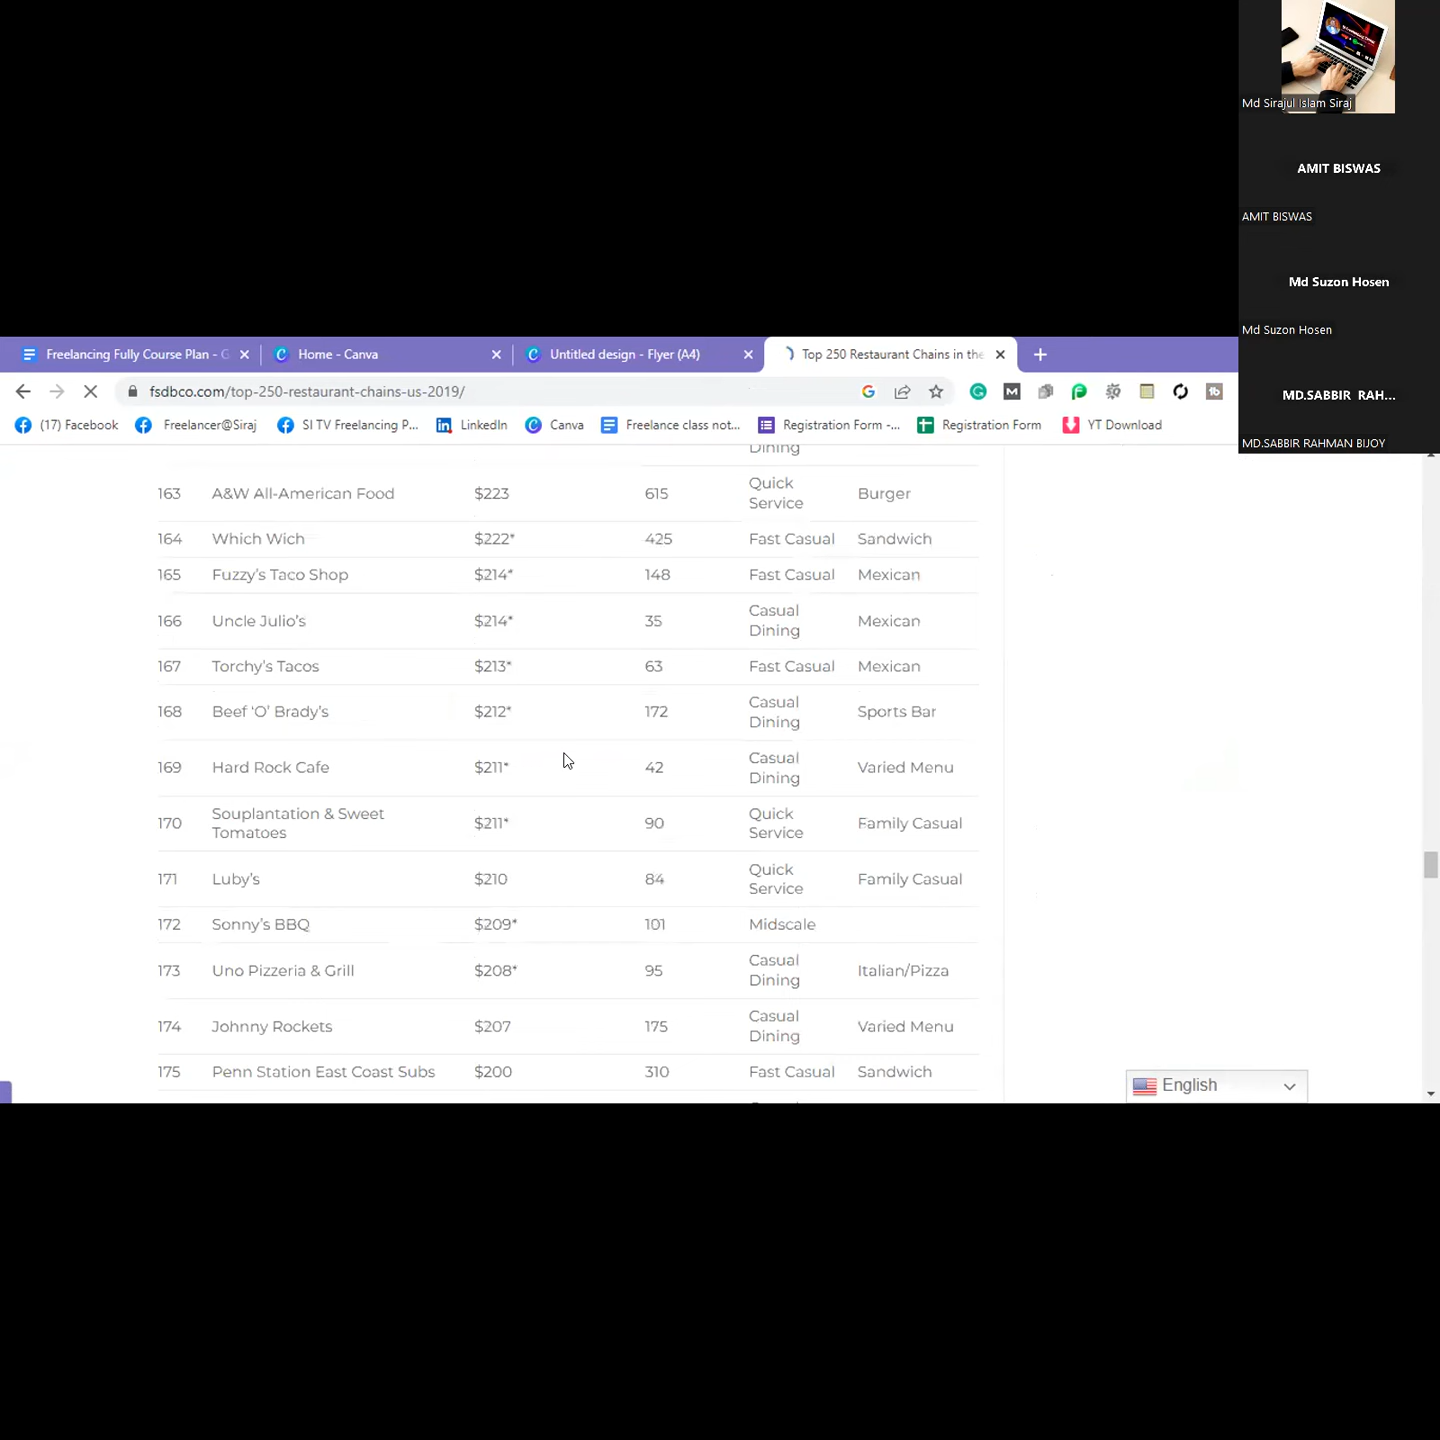 Md Sirajul Islam Siraj
AMIT BISWAS
AMIT BISWAS
Md Suzon Hosen
Md Suzon Hosen
MD.SABBIR RAH...
MD.SABBIR RAHMAN BIJOY
Freelancing Fully Course Plan - G
Home - Canva
Untitled design - Flyer (A4)
Top 250 Restaurant Chains in the
fsdbco.com/top-250-restaurant-chains-us-2019/
(17) Facebook
Freelancer@Siraj
SI TV Freelancing P...
LinkedIn
Canva
Freelance class not...
Registration Form -...
Registration Form
YT Download
Dining
163 A&W All-American Food $223 615 Quick Service Burger
164 Which Wich $222* 425 Fast Casual Sandwich
165 Fuzzy's Taco Shop $214* 148 Fast Casual Mexican
166 Uncle Julio's $214* 35 Casual Dining Mexican
167 Torchy's Tacos $213* 63 Fast Casual Mexican
168 Beef 'O' Brady's $212* 172 Casual Dining Sports Bar
169 Hard Rock Cafe $211* 42 Casual Dining Varied Menu
170 Souplantation & Sweet Tomatoes $211* 90 Quick Service Family Casual
171 Luby's $210 84 Quick Service Family Casual
172 Sonny's BBQ $209* 101 Midscale
173 Uno Pizzeria & Grill $208* 95 Casual Dining Italian/Pizza
174 Johnny Rockets $207 175 Casual Dining Varied Menu
175 Penn Station East Coast Subs $200 310 Fast Casual Sandwich
English